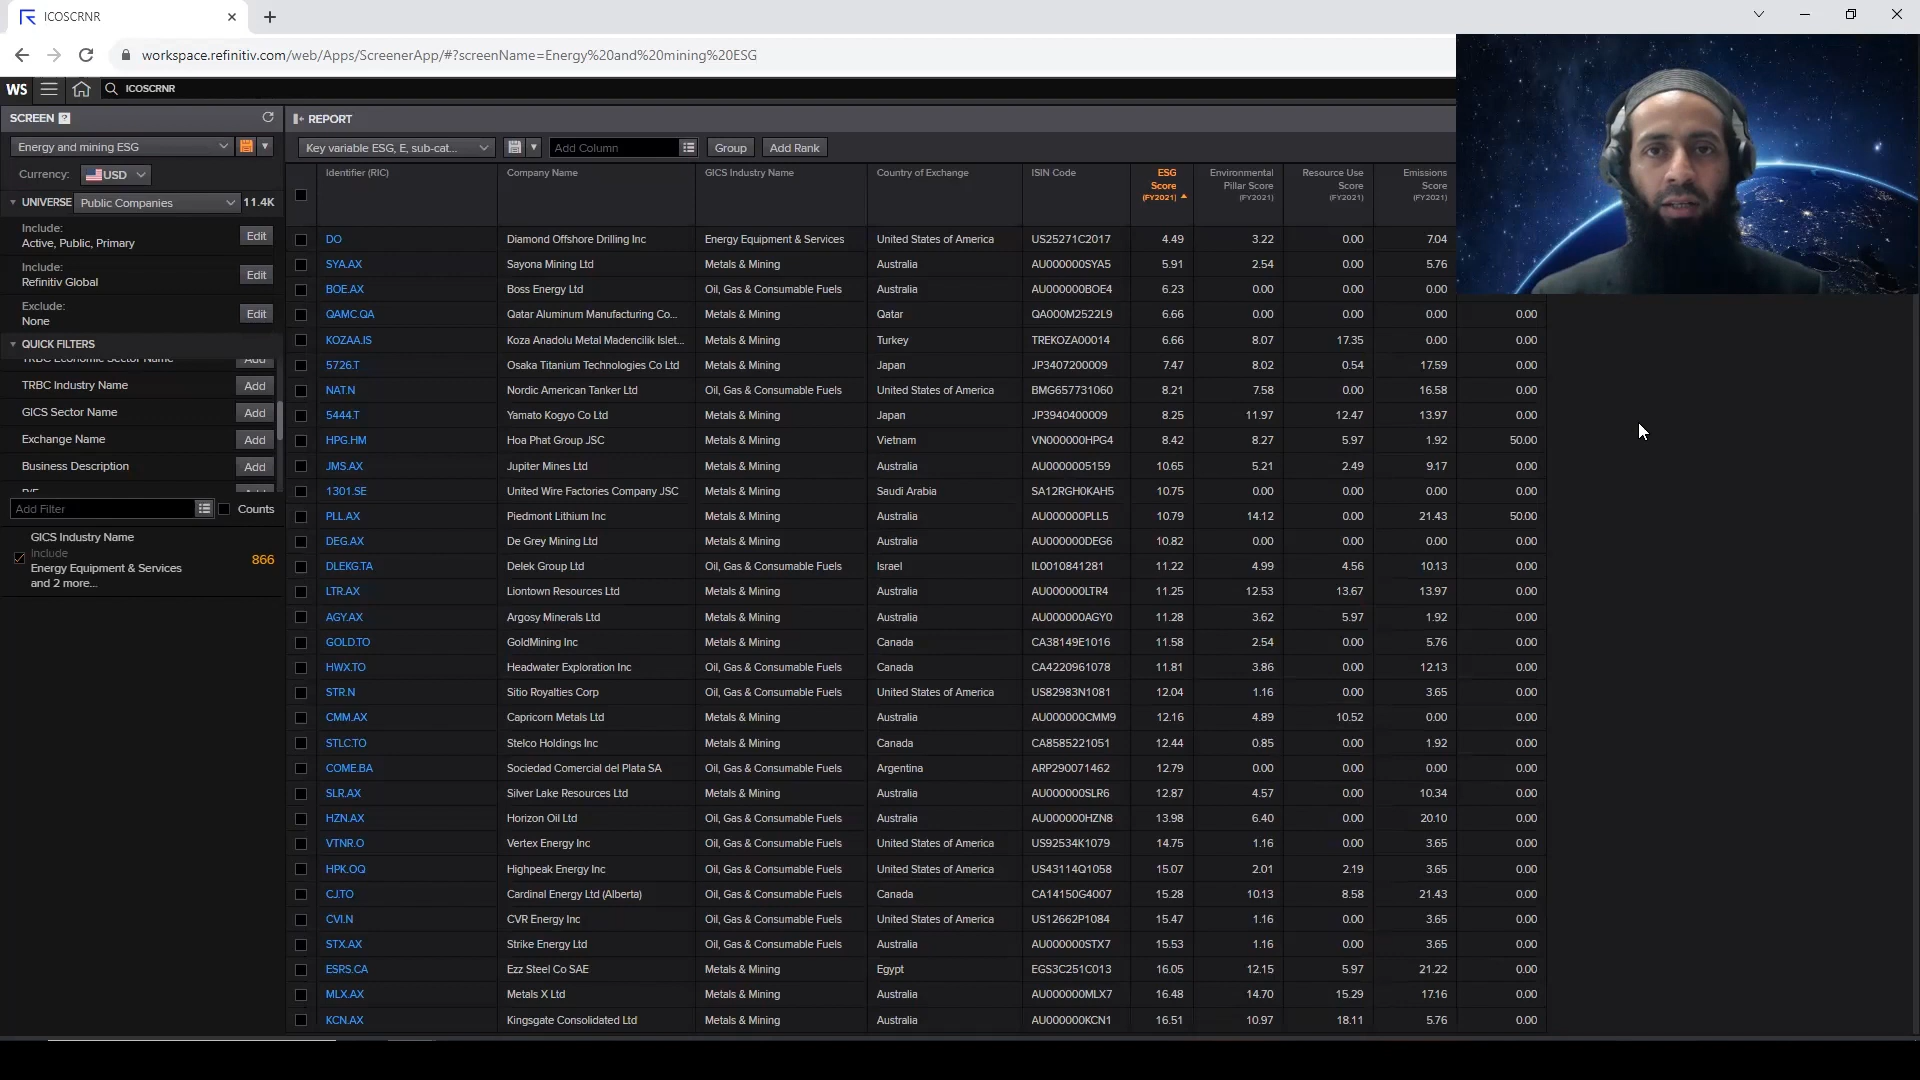 ICOSCRNR
workspace.refinitiv.com/web/Apps/ScreenerApp/#?screenName=Energy%20and%20mining%20ESG
WS ICOSCRNR
SCREEN ?
REPORT
Energy and mining ESG
Key variable ESG, E, sub-cat...
Add Column
Group
Add Rank
Currency: USD
UNIVERSE Public Companies 11.4K
Include:
Active, Public, Primary
Edit
Include:
Refinitiv Global
Edit
Exclude:
None
Edit
QUICK FILTERS
TRBC Economic Sector Name Add
TRBC Industry Name Add
GICS Sector Name Add
Exchange Name Add
Business Description Add
Add Filter Counts
GICS Industry Name
Include
Energy Equipment & Services
and 2 more...
866
Identifier (RIC) Company Name GICS Industry Name Country of Exchange ISIN Code ESG Score (FY2021) Environmental Pillar Score (FY2021) Resource Use Score (FY2021) Emissions Score (FY2021)
DO Diamond Offshore Drilling Inc Energy Equipment & Services United States of America US25271C2017 4.49 3.22 0.00 7.04
SYA.AX Sayona Mining Ltd Metals & Mining Australia AU000000SYA5 5.91 2.54 0.00 5.76
BOE.AX Boss Energy Ltd Oil, Gas & Consumable Fuels Australia AU000000BOE4 6.23 0.00 0.00 0.00
QAMC.QA Qatar Aluminum Manufacturing Co... Metals & Mining Qatar QA000M2522L9 6.66 0.00 0.00 0.00 0.00
KOZAA.IS Koza Anadolu Metal Madencilik Islet... Metals & Mining Turkey TREKOZA00014 6.66 8.07 17.35 0.00 0.00
5726.T Osaka Titanium Technologies Co Ltd Metals & Mining Japan JP3407200009 7.47 8.02 0.54 17.59 0.00
NAT.N Nordic American Tanker Ltd Oil, Gas & Consumable Fuels United States of America BMG657731060 8.21 7.58 0.00 16.58 0.00
5444.T Yamato Kogyo Co Ltd Metals & Mining Japan JP3940400009 8.25 11.97 12.47 13.97 0.00
HPG.HM Hoa Phat Group JSC Metals & Mining Vietnam VN000000HPG4 8.42 8.27 5.97 1.92 50.00
JMS.AX Jupiter Mines Ltd Metals & Mining Australia AU0000005159 10.65 5.21 2.49 9.17 0.00
1301.SE United Wire Factories Company JSC Metals & Mining Saudi Arabia SA12RGH0KAH5 10.75 0.00 0.00 0.00 0.00
PLL.AX Piedmont Lithium Inc Metals & Mining Australia AU000000PLL5 10.79 14.12 0.00 21.43 50.00
DEG.AX De Grey Mining Ltd Metals & Mining Australia AU000000DEG6 10.82 0.00 0.00 0.00 0.00
DLEKG.TA Delek Group Ltd Oil, Gas & Consumable Fuels Israel IL0010841281 11.22 4.99 4.56 10.13 0.00
LTR.AX Liontown Resources Ltd Metals & Mining Australia AU000000LTR4 11.25 12.53 13.67 13.97 0.00
AGY.AX Argosy Minerals Ltd Metals & Mining Australia AU000000AGY0 11.28 3.62 5.97 1.92 0.00
GOLD.TO GoldMining Inc Metals & Mining Canada CA38149E1016 11.58 2.54 0.00 5.76 0.00
HWX.TO Headwater Exploration Inc Oil, Gas & Consumable Fuels Canada CA4220961078 11.81 3.86 0.00 12.13 0.00
STR.N Sitio Royalties Corp Oil, Gas & Consumable Fuels United States of America US82983N1081 12.04 1.16 0.00 3.65 0.00
CMM.AX Capricorn Metals Ltd Metals & Mining Australia AU000000CMM9 12.16 4.89 10.52 0.00 0.00
STLC.TO Stelco Holdings Inc Metals & Mining Canada CA8585221051 12.44 0.85 0.00 1.92 0.00
COME.BA Sociedad Comercial del Plata SA Oil, Gas & Consumable Fuels Argentina ARP290071462 12.79 0.00 0.00 0.00 0.00
SLR.AX Silver Lake Resources Ltd Metals & Mining Australia AU000000SLR6 12.87 4.57 0.00 10.34 0.00
HZN.AX Horizon Oil Ltd Oil, Gas & Consumable Fuels Australia AU000000HZN8 13.98 6.40 0.00 20.10 0.00
VTNR.O Vertex Energy Inc Oil, Gas & Consumable Fuels United States of America US92534K1079 14.75 1.16 0.00 3.65 0.00
HPK.OQ Highpeak Energy Inc Oil, Gas & Consumable Fuels United States of America US43114Q1058 15.07 2.01 2.19 3.65 0.00
CJ.TO Cardinal Energy Ltd (Alberta) Oil, Gas & Consumable Fuels Canada CA14150G4007 15.28 10.13 8.58 21.43 0.00
CVI.N CVR Energy Inc Oil, Gas & Consumable Fuels United States of America US12662P1084 15.47 1.16 0.00 3.65 0.00
STX.AX Strike Energy Ltd Oil, Gas & Consumable Fuels Australia AU000000STX7 15.53 1.16 0.00 3.65 0.00
ESRS.CA Ezz Steel Co SAE Metals & Mining Egypt EGS3C251C013 16.05 12.15 5.97 21.22 0.00
MLX.AX Metals X Ltd Metals & Mining Australia AU000000MLX7 16.48 14.70 15.29 17.16 0.00
KCN.AX Kingsgate Consolidated Ltd Metals & Mining Australia AU000000KCN1 16.51 10.97 18.11 5.76 0.00